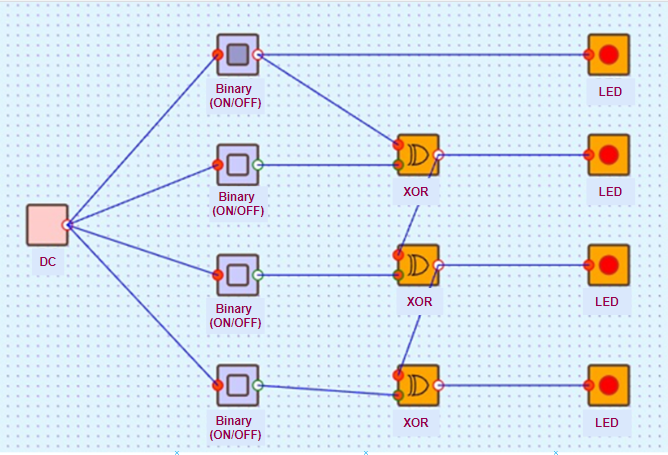 Binary
(ON/OFF)
LED
Binary
(ON/OFF)
XOR
LED
DC
Binary
(ON/OFF)
XOR
LED
Binary
(ON/OFF)
XOR
LED